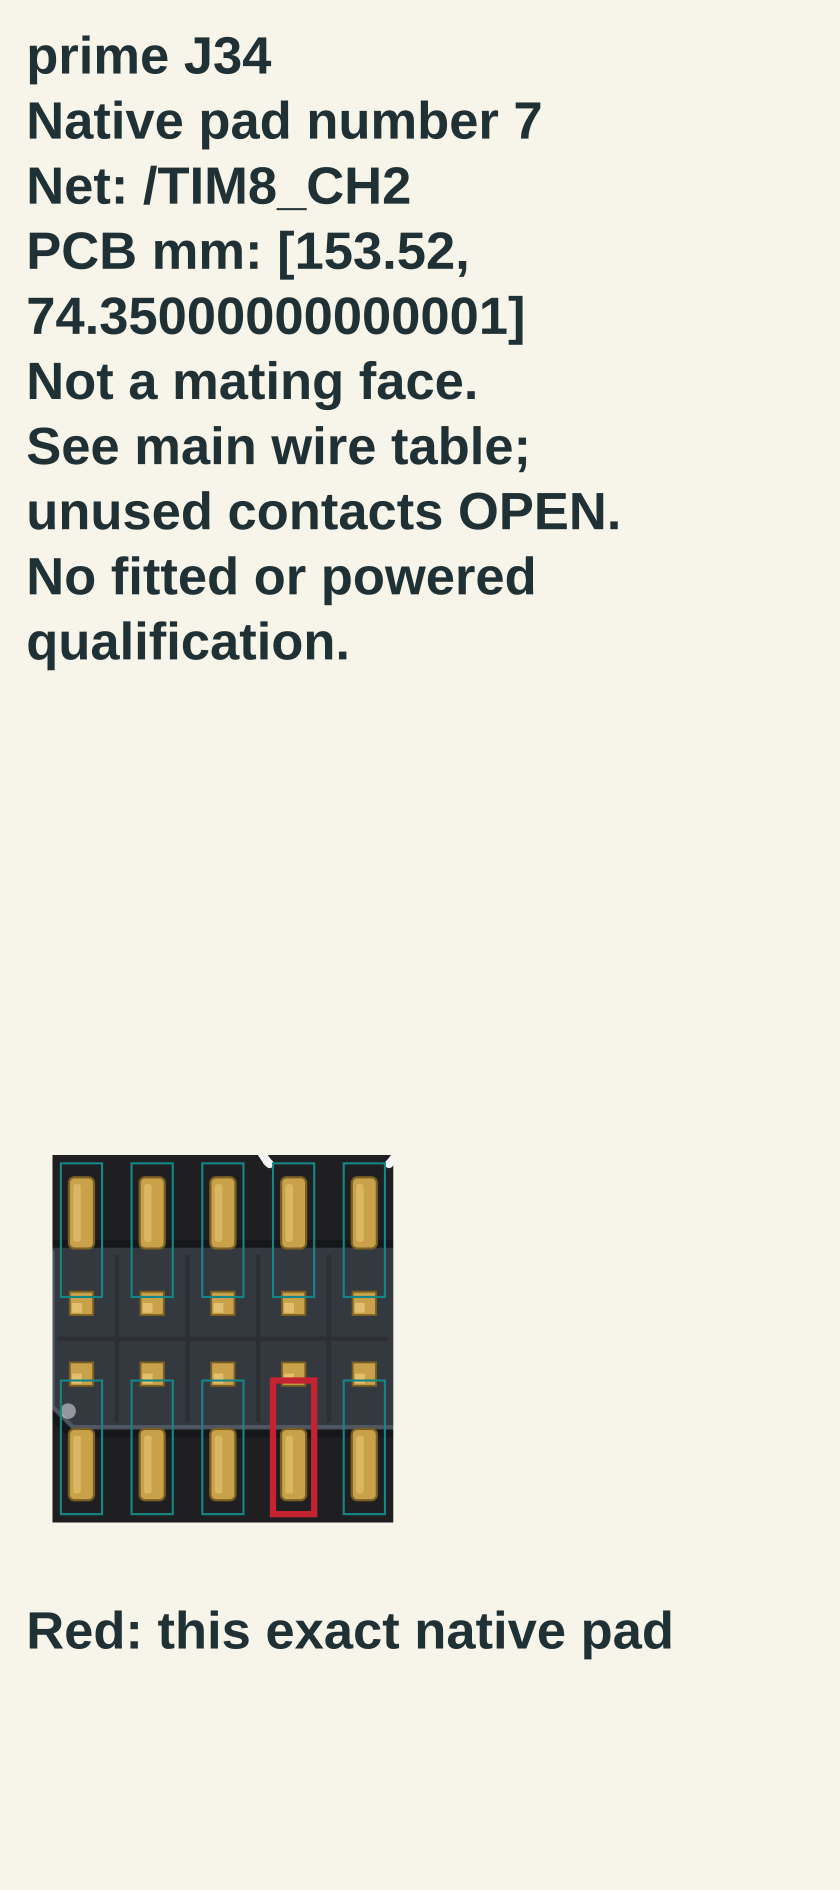 prime J34
Native pad number 7
Net: /TIM8_CH2
PCB mm: [153.52,
74.35000000000001]
Not a mating face.
See main wire table;
unused contacts OPEN.
No fitted or powered
qualification.
Red: this exact native pad